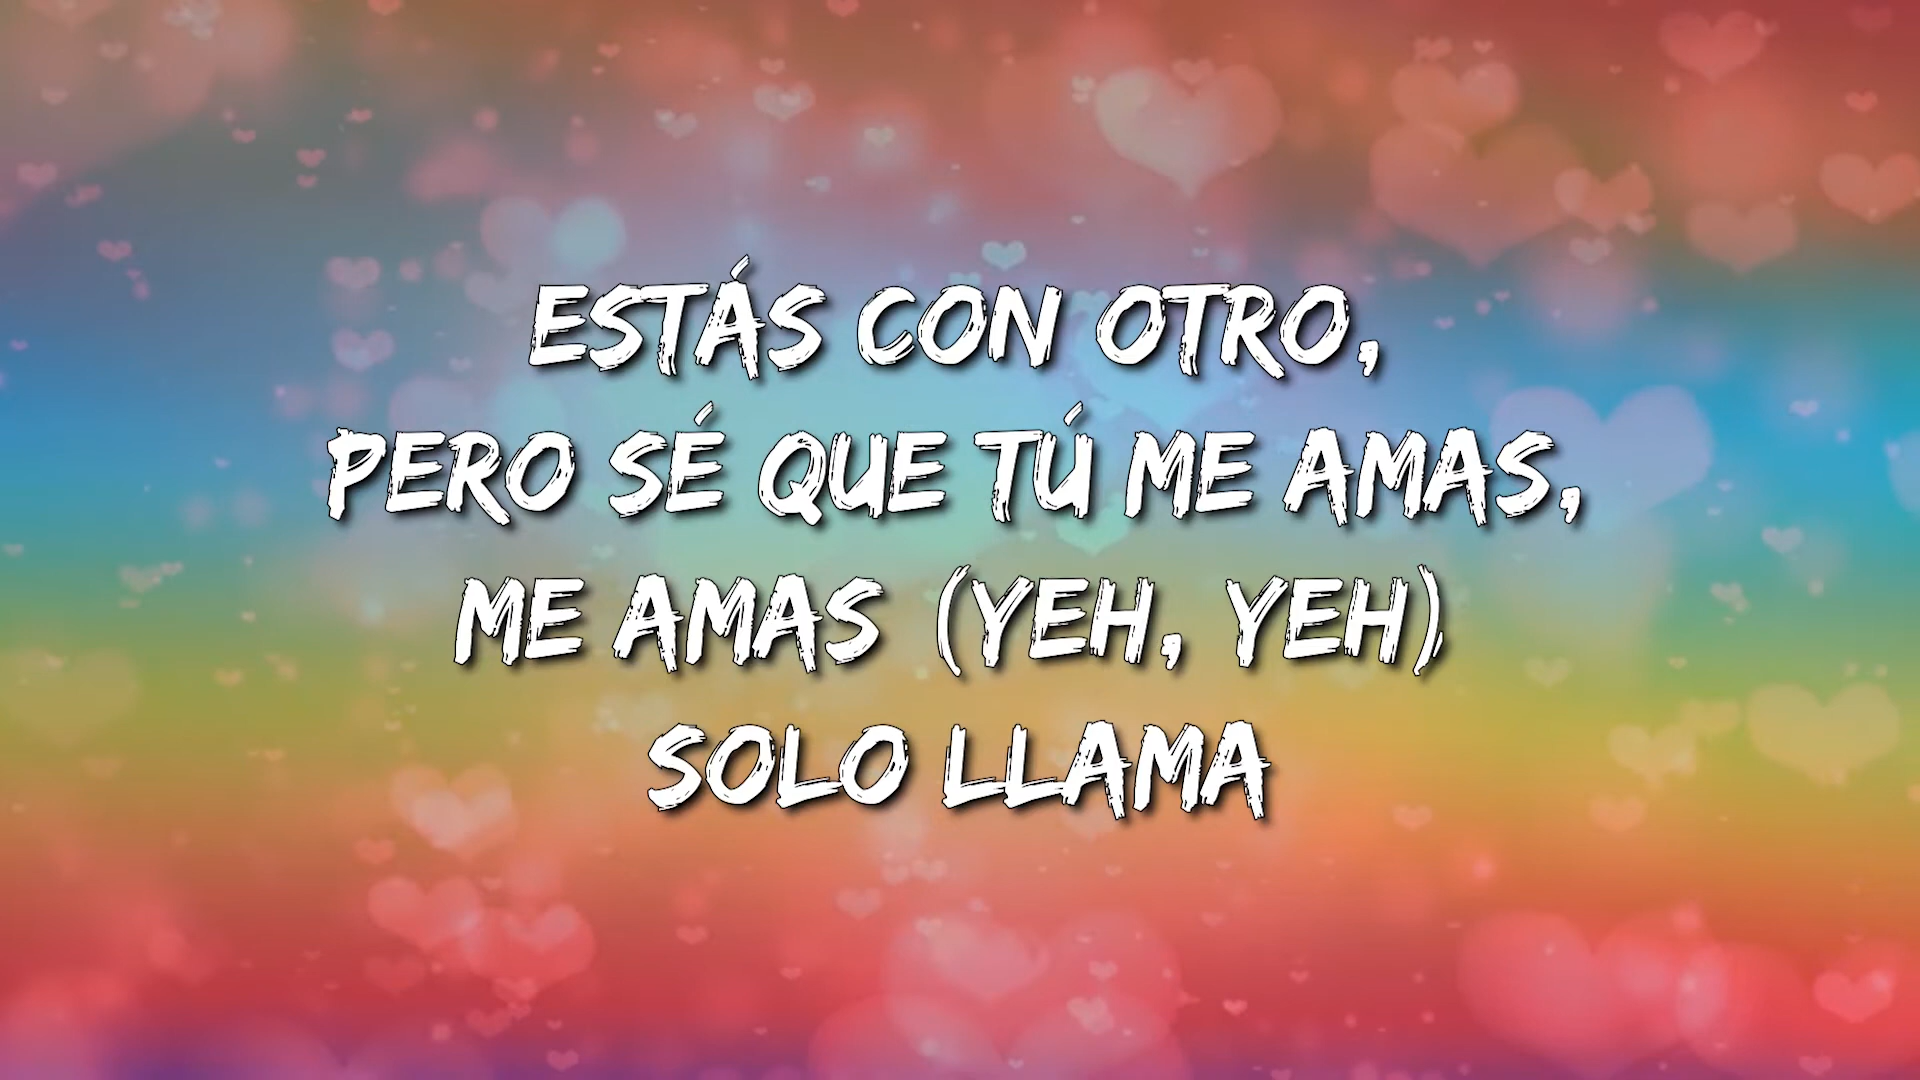 ESTÁS CON OTRO,
PERO SÉ QUE TÚ ME AMAS,
ME AMAS (YEH, YEH)
SOLO LLAMA